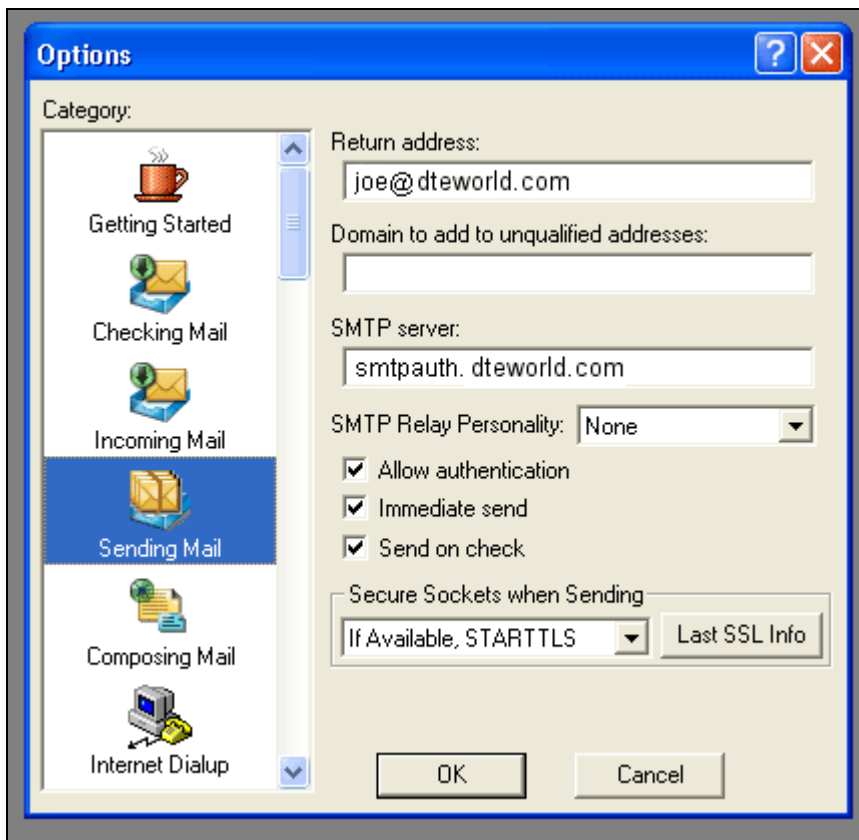 Options
Category:
Getting Started
Checking Mail
Incoming Mail
Sending Mail
Composing Mail
Internet Dialup
Return address:
joe@dteworld.com
Domain to add to unqualified addresses:
SMTP server:
smtpauth. dteworld.com
SMTP Relay Personality: None
Allow authentication
Immediate send
Send on check
Secure Sockets when Sending
If Available, STARTTLS Last SSL Info
OK Cancel